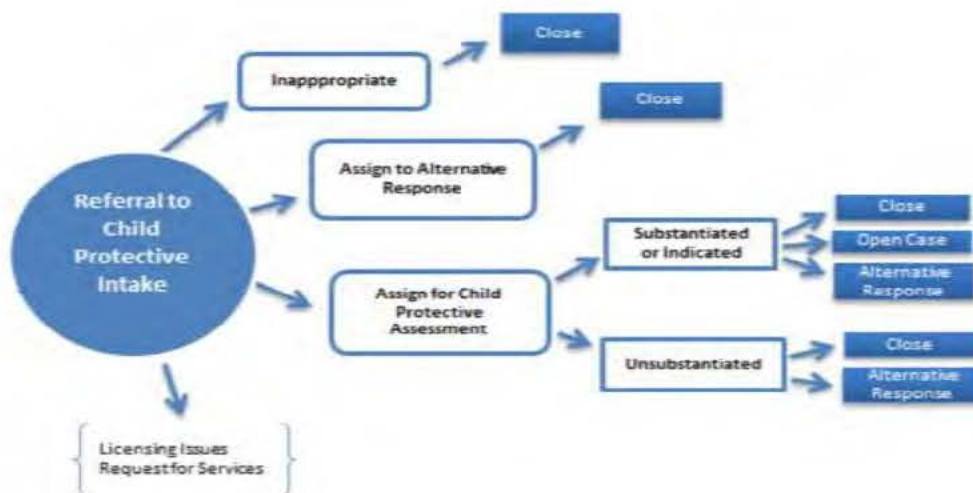 Close
Inapppropriate
Close
Assign to Alternative
Response
Referral to
Child
Protective
Intake
Substantiated
or Indicated
Close
Open Case
Alternative
Response
Assign for Child
Protective
Assessment
Unsubstantiated
Close
Alternative
Response
Licensing Issues
Request for Services